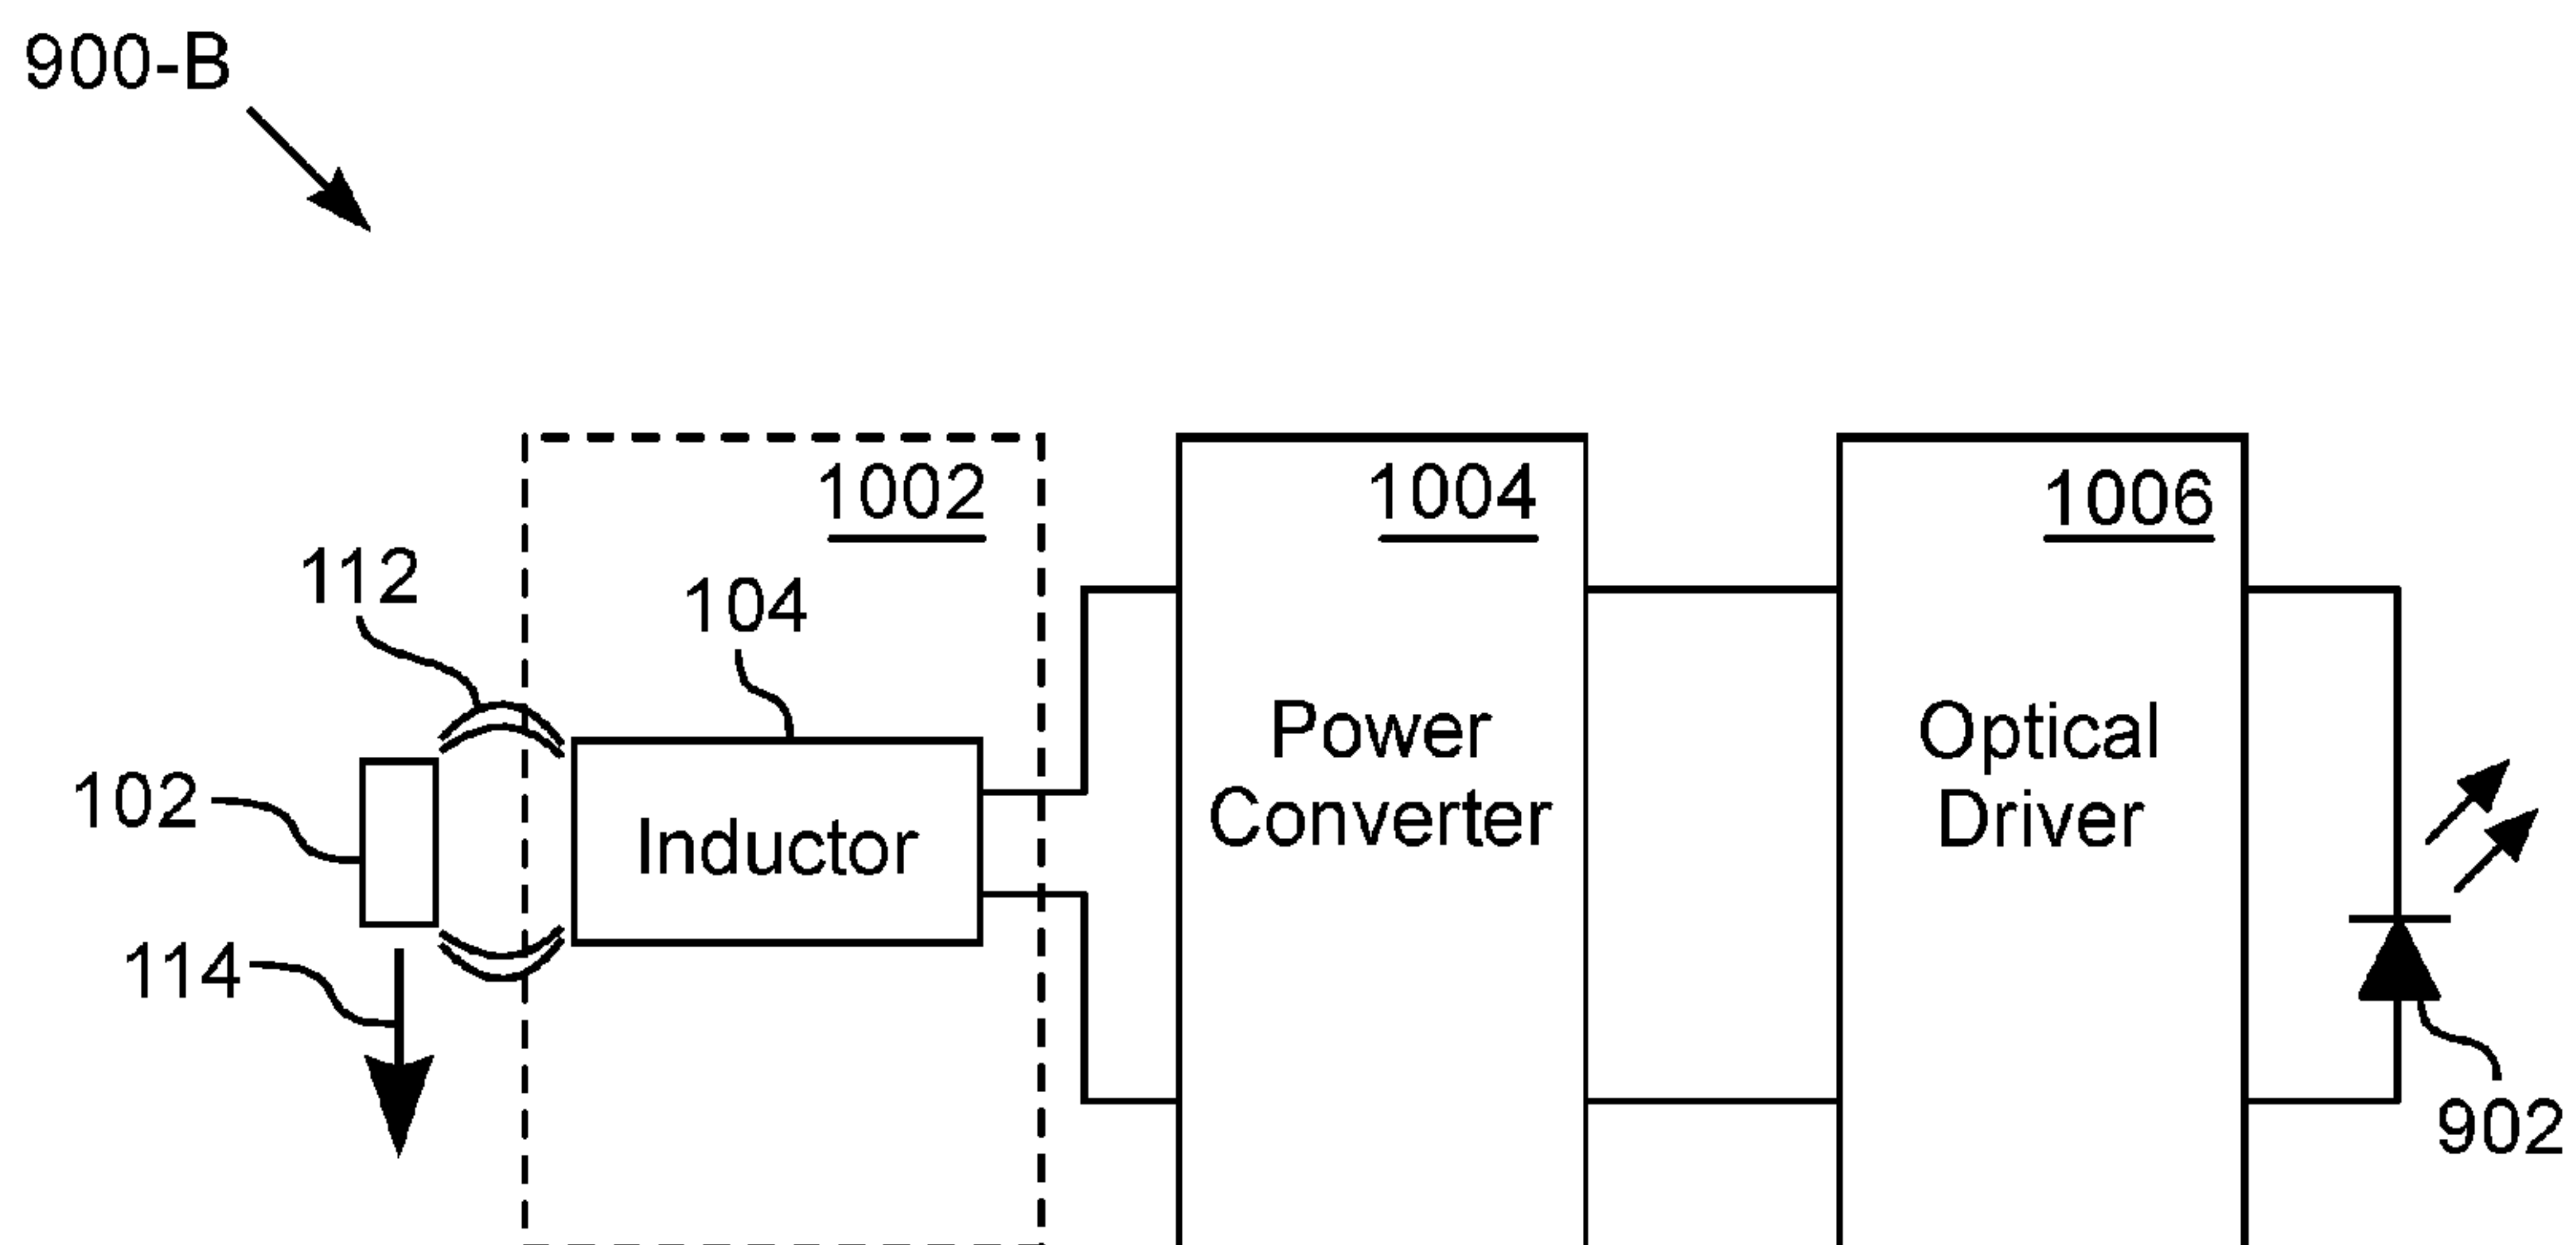 900-B
1002
1004
1006
112
104
Power
Converter
Optical
Driver
102
Inductor
114
902